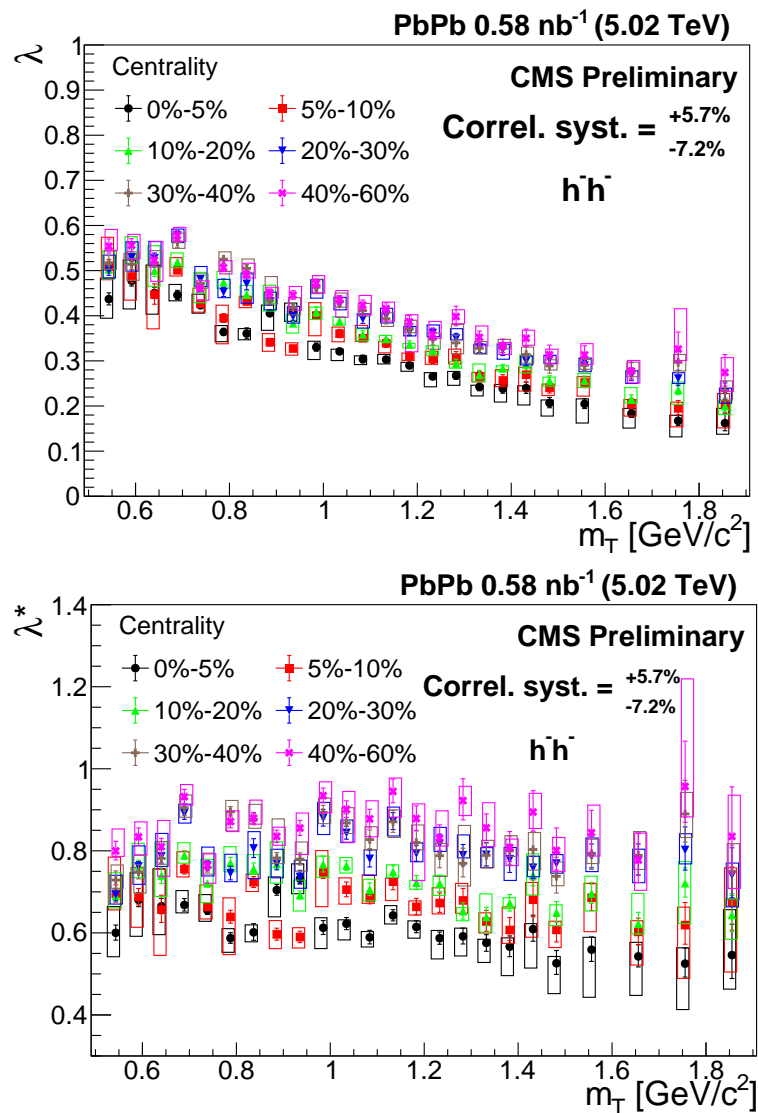 PbPb 0.58 nb⁻¹ (5.02 TeV)
λ
1
0.9
0.8
0.7
0.6
0.5
0.4
0.3
0.2
0.1
0
Centrality
0%-5%
5%-10%
10%-20%
20%-30%
30%-40%
40%-60%
CMS Preliminary
Correl. syst. = +5.7% -7.2%
h⁻h⁻
0.6 0.8 1 1.2 1.4 1.6 1.8
m_T [GeV/c²]
PbPb 0.58 nb⁻¹ (5.02 TeV)
λ*
1.4
1.2
1
0.8
0.6
0.4
Centrality
0%-5%
5%-10%
10%-20%
20%-30%
30%-40%
40%-60%
CMS Preliminary
Correl. syst. = +5.7% -7.2%
h⁻h⁻
0.6 0.8 1 1.2 1.4 1.6 1.8
m_T [GeV/c²]